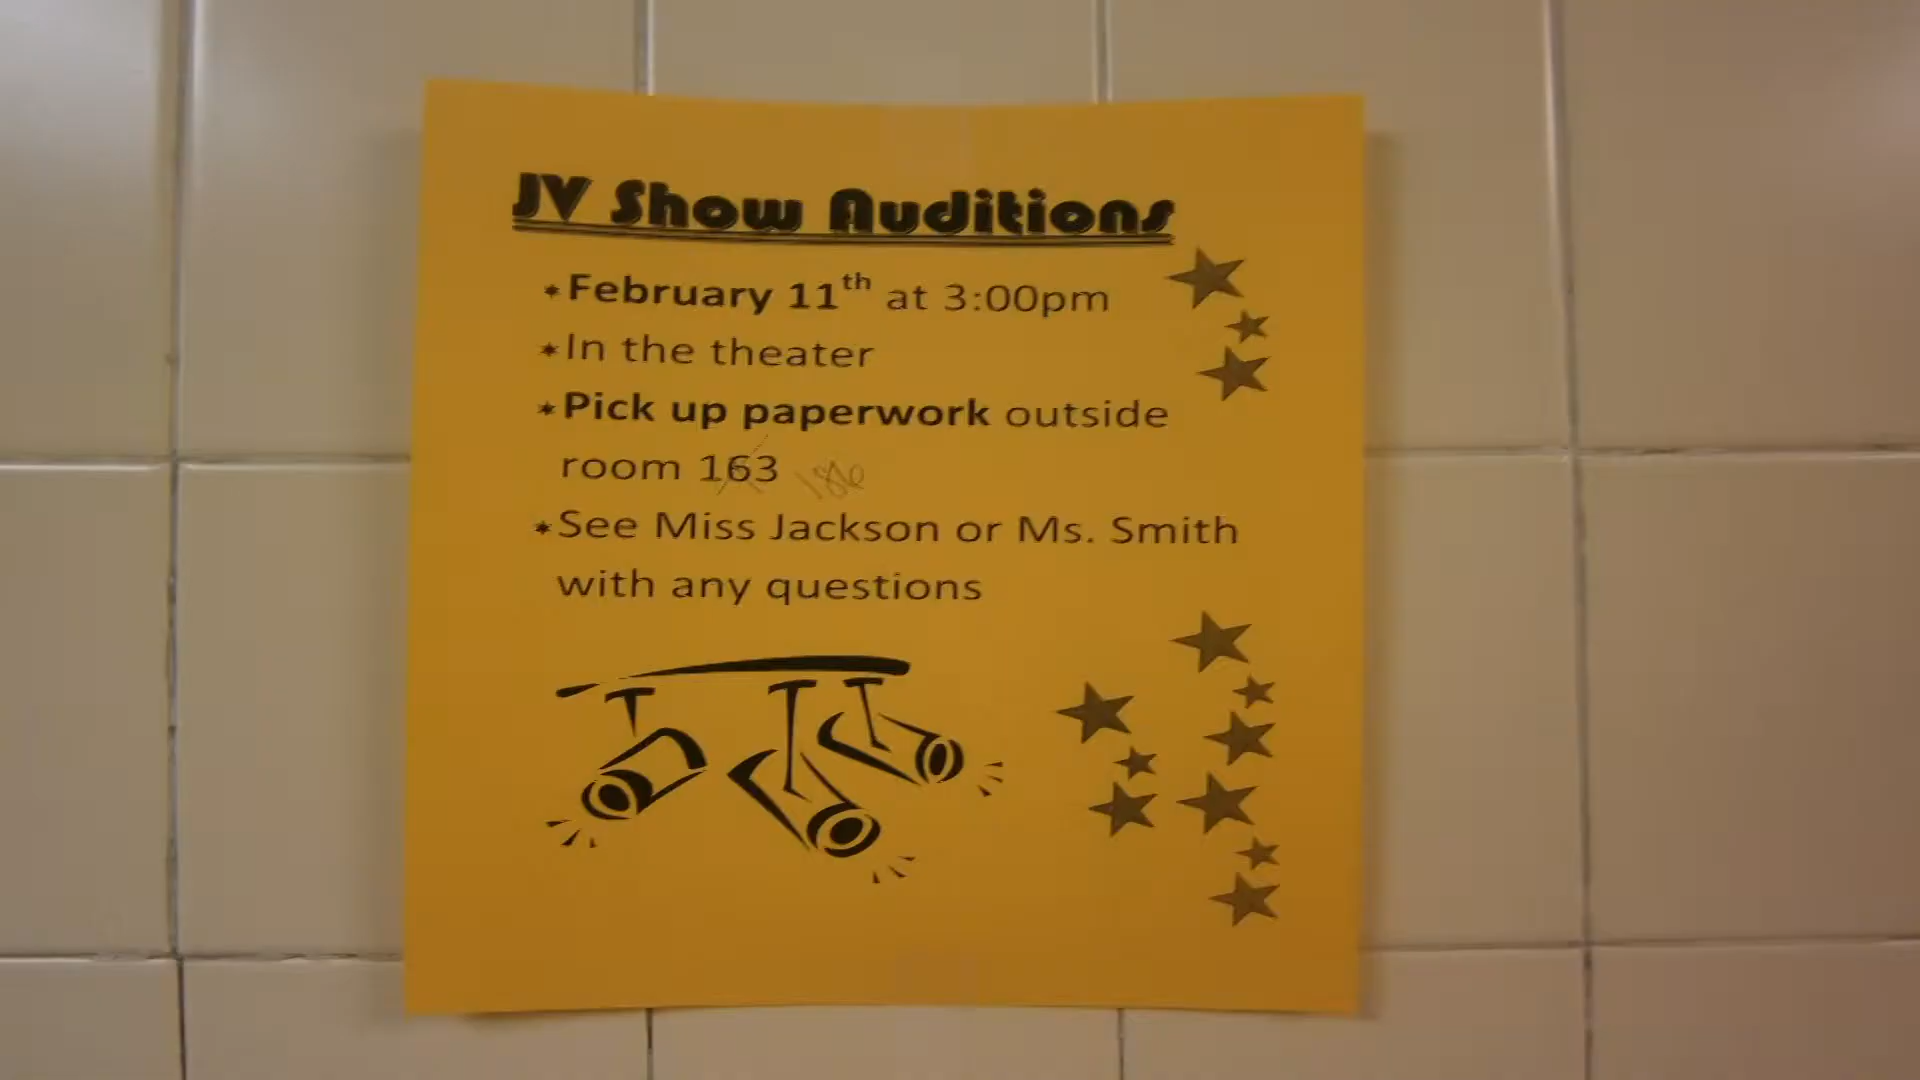 JV Show Auditions
February 11th at 3:00pm
In the theater
Pick up paperwork outside
room 163 186
See Miss Jackson or Ms. Smith
with any questions